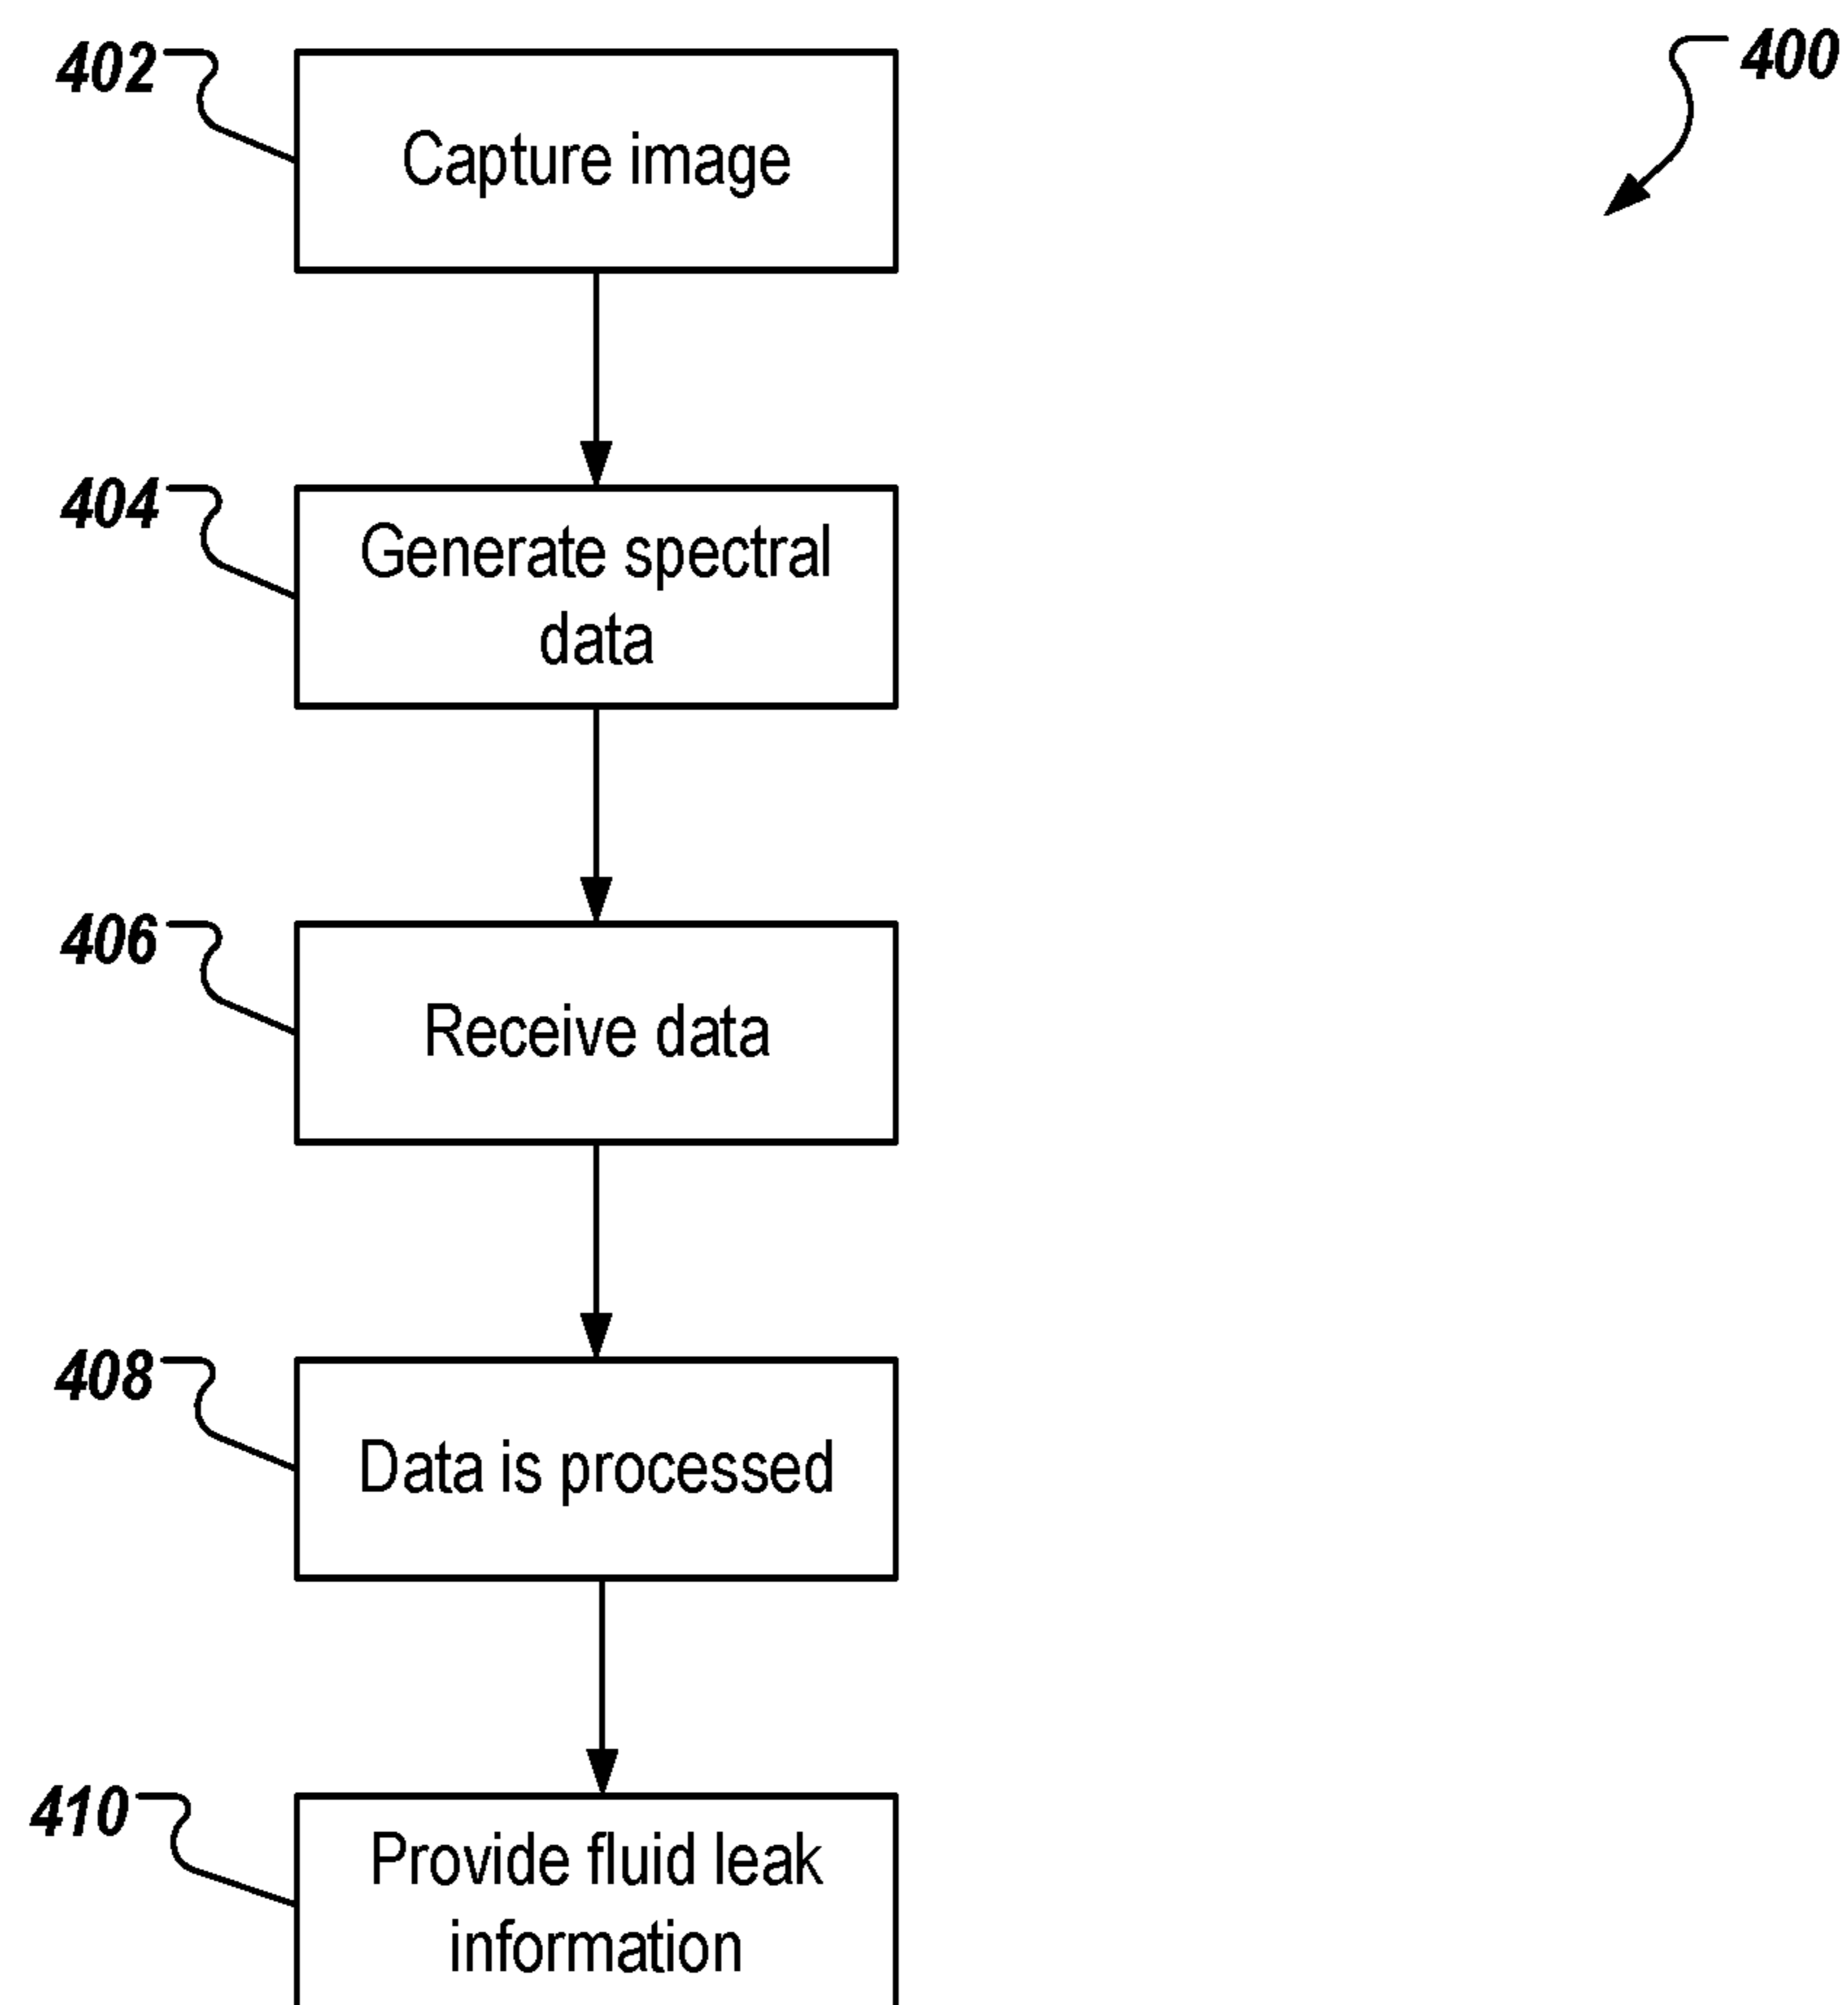 402
400
Capture image
404
Generate spectral
data
406
Receive data
408
Data is processed
410
Provide fluid leak
information